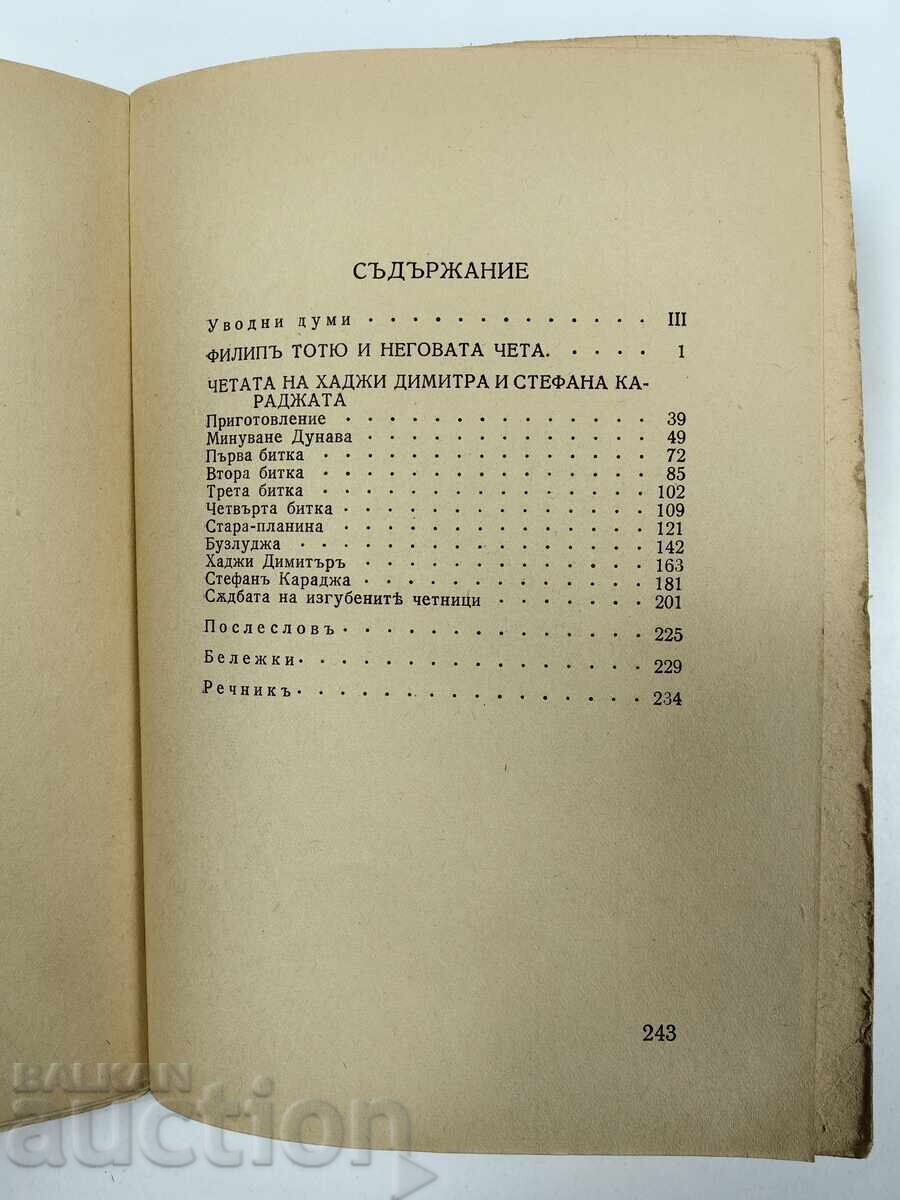 СЪДЪРЖАНИЕ
Уводни думи . . . . . . . . . . . . . III
ФИЛИПЪ ТОТЮ И НЕГОВАТА ЧЕТА. . . . . 1
ЧЕТАТА НА ХАДЖИ ДИМИТРА И СТЕФАНА КА-
РАДЖАТА
Приготовление . . . . . . . . . . . . 39
Минуване Дунава . . . . . . . . . . . 49
Първа битка . . . . . . . . . . . . . 72
Втора битка . . . . . . . . . . . . . 85
Трета битка . . . . . . . . . . . . . 102
Четвърта битка . . . . . . . . . . . . 109
Стара-планина . . . . . . . . . . . . 121
Бузлуджа . . . . . . . . . . . . . . 142
Хаджи Димитъръ . . . . . . . . . . . 163
Стефанъ Караджа . . . . . . . . . . . 181
Сѫдбата на изгубенитѣ четници . . . . . . 201
Послесловъ . . . . . . . . . . . . 225
Бележки . . . . . . . . . . . . . 229
Речникъ . . . . . . . . . . . . . 234
243
BALKAN
auction